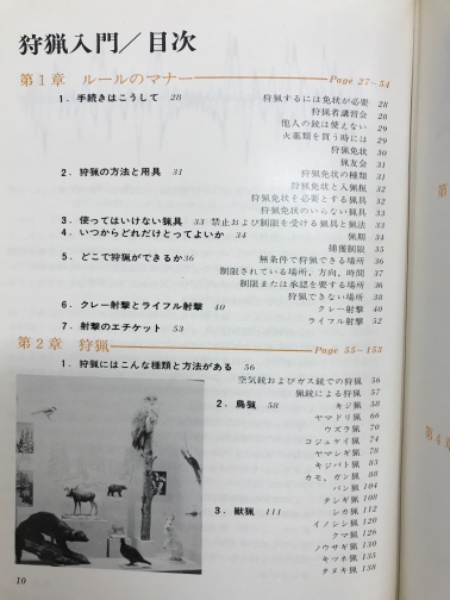 狩猟入門／目次
第１章 ルールのマナー Page 27~54
１．手続きはこうして 28 狩猟するには免状が必要 28
狩猟者講習会 28
他人の銃は使えない 29
火薬類を買う時には 29
狩猟免状 30
猟友会 31
２．狩猟の方法と用具 31 狩猟免状の種類 31
狩猟免状と入猟税 32
狩猟免状を必要とする猟具 32
狩猟免状のいらない猟具 33
３．使ってはいけない猟具 33 禁止および制限を受ける猟具と猟法 33
４．いつからどれだけとってよいか 34 猟期 34
捕獲制限 35
５．どこで狩猟ができるか 36 無条件で狩猟できる場所 36
制限されている場所、方向、時間 37
制限または承認を要する場所 36
狩猟できない場所 38
６．クレー射撃とライフル射撃 40 クレー射撃 40
ライフル射撃 52
７．射撃のエチケット 53
第２章 狩猟 Page 55~153
１．狩猟にはこんな種類と方法がある 56
空気銃およびガス銃での狩猟 56
猟銃による狩猟 57
２．鳥猟 58 キジ猟 58
ヤマドリ猟 66
ウズラ猟 70
コジュケイ猟 74
ヤマシギ猟 78
キジバト猟 83
カモ、ガン猟 88
バン猟 104
タシギ猟 108
３．獣猟 111 シカ猟 112
イノシシ猟 120
クマ猟 126
ノウサギ猟 130
キツネ猟 135
タヌキ猟 138
10
第
第４章